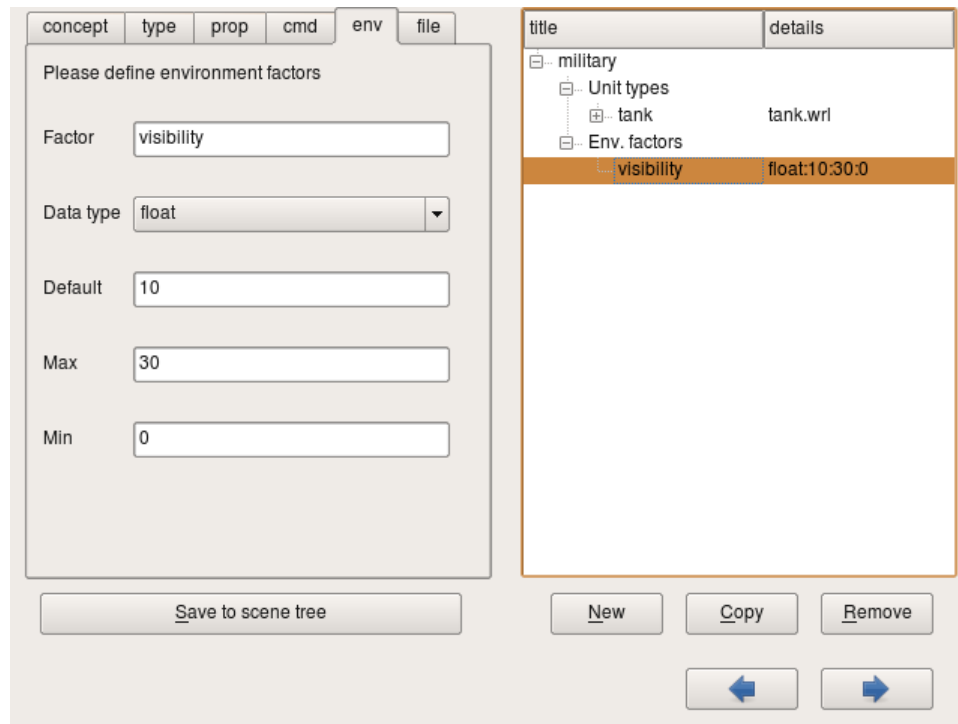 concept type prop cmd env file
Please define environment factors
Factor visibility
Data type float
Default 10
Max 30
Min 0
Save to scene tree
title details
military
Unit types
tank tank.wrl
Env. factors
visibility float:10:30:0
New Copy Remove